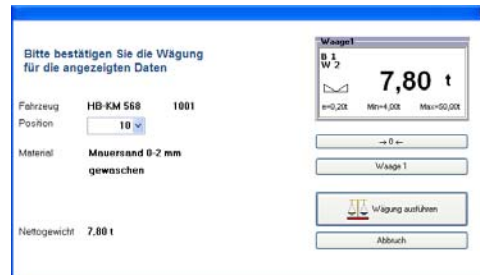 Bitte bestätigen Sie die Wägung
für die angezeigten Daten
Fahrzeug HB-KM 568 1001
Position 10
Material Mauersand 0-2 mm
gewaschen
Nettogewicht 7,80 t
Waage1
B 1
W 2
7,80 t
e=0,20t Min=4,00t Max=50,00t
→ 0 ←
Waage 1
Wägung ausführen
Abbruch